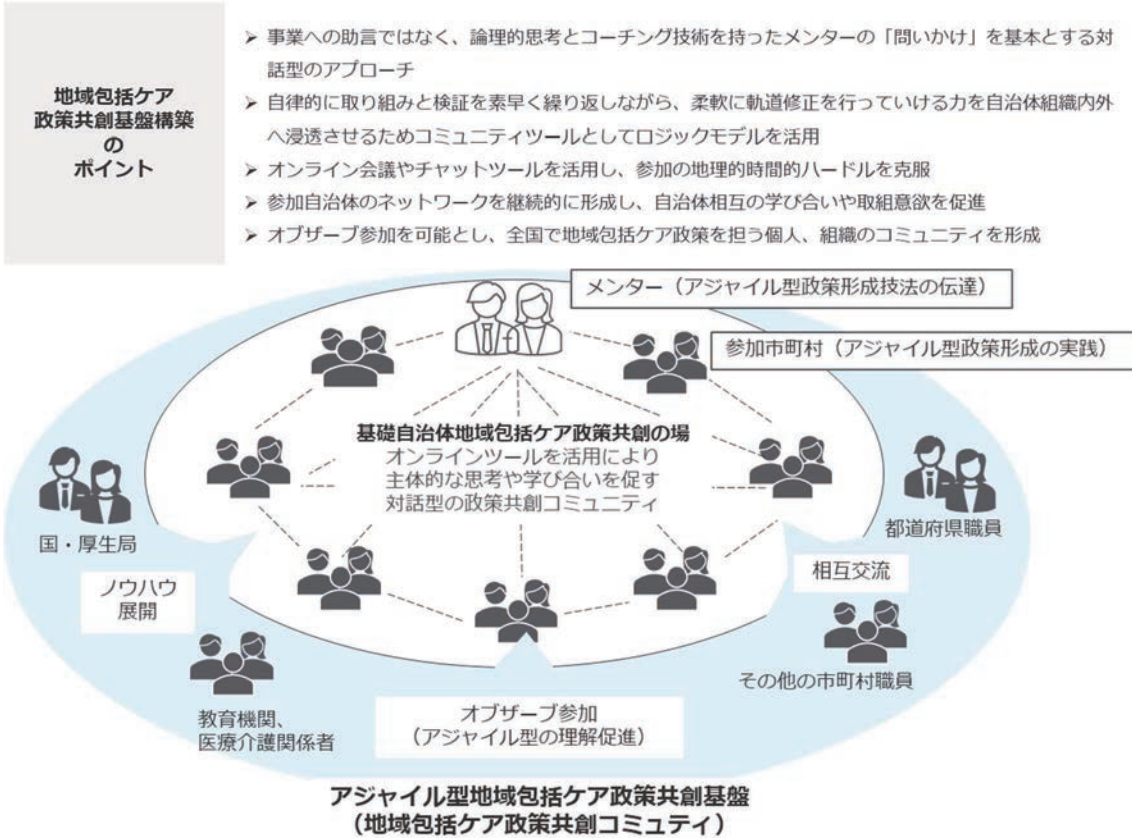 地域包括ケア
政策共創基盤構築
の
ポイント
➢ 事業への助言ではなく、論理的思考とコーチング技術を持ったメンターの「問いかけ」を基本とする対
話型のアプローチ
➢ 自律的に取り組みと検証を素早く繰り返しながら、柔軟に軌道修正を行っていける力を自治体組織内外
へ浸透させるためコミュニティツールとしてロジックモデルを活用
➢ オンライン会議やチャットツールを活用し、参加の地理的時間的ハードルを克服
➢ 参加自治体のネットワークを継続的に形成し、自治体相互の学び合いや取組意欲を促進
➢ オブザーブ参加を可能とし、全国で地域包括ケア政策を担う個人、組織のコミュニティを形成
メンター（アジャイル型政策形成技法の伝達）
参加市町村（アジャイル型政策形成の実践）
基礎自治体地域包括ケア政策共創の場
オンラインツールを活用により
主体的な思考や学び合いを促す
対話型の政策共創コミュニティ
国・厚生局
都道府県職員
ノウハウ
展開
相互交流
教育機関、
医療介護関係者
その他の市町村職員
オブザーブ参加
（アジャイル型の理解促進）
アジャイル型地域包括ケア政策共創基盤
（地域包括ケア政策共創コミュティ）